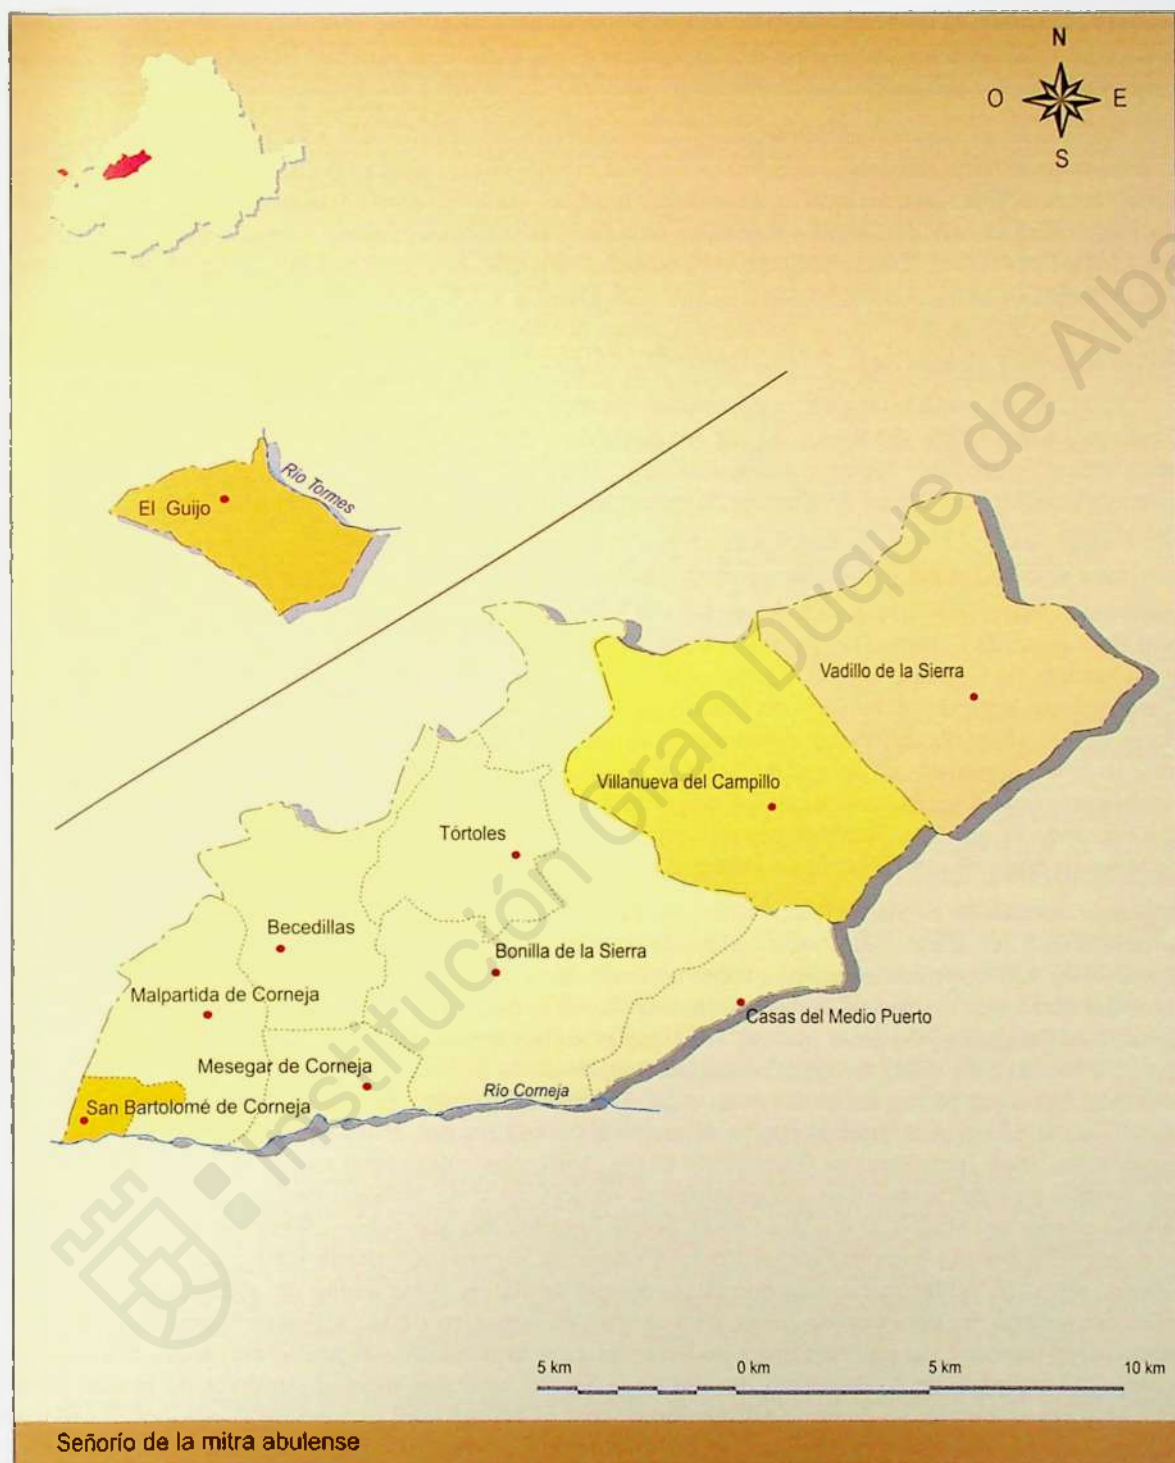 N
O E
S
Río Tormes
El Guijo
Vadillo de la Sierra
Villanueva del Campillo
Tórtoles
Becedillas
Bonilla de la Sierra
Malpartida de Corneja
Casas del Medio Puerto
Mesegar de Corneja
Río Corneja
San Bartolomé de Corneja
5 km 0 km 5 km 10 km
Señorío de la mitra abulense
Institución Gran Duque de Alba